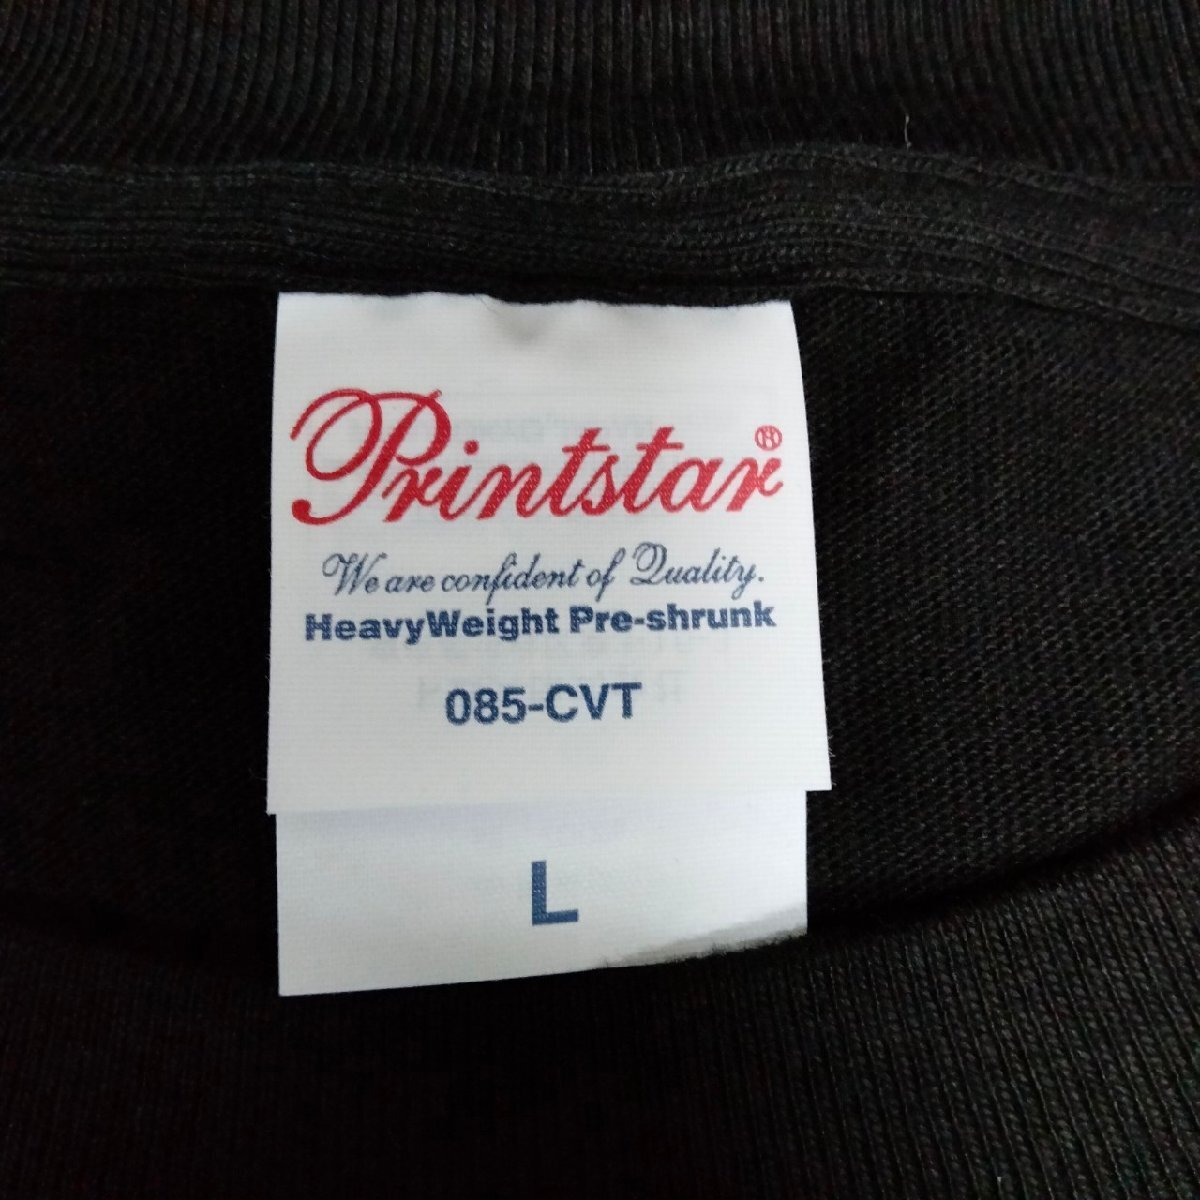 Printstar®
We are confident of Quality.
HeavyWeight Pre-shrunk
085-CVT
L